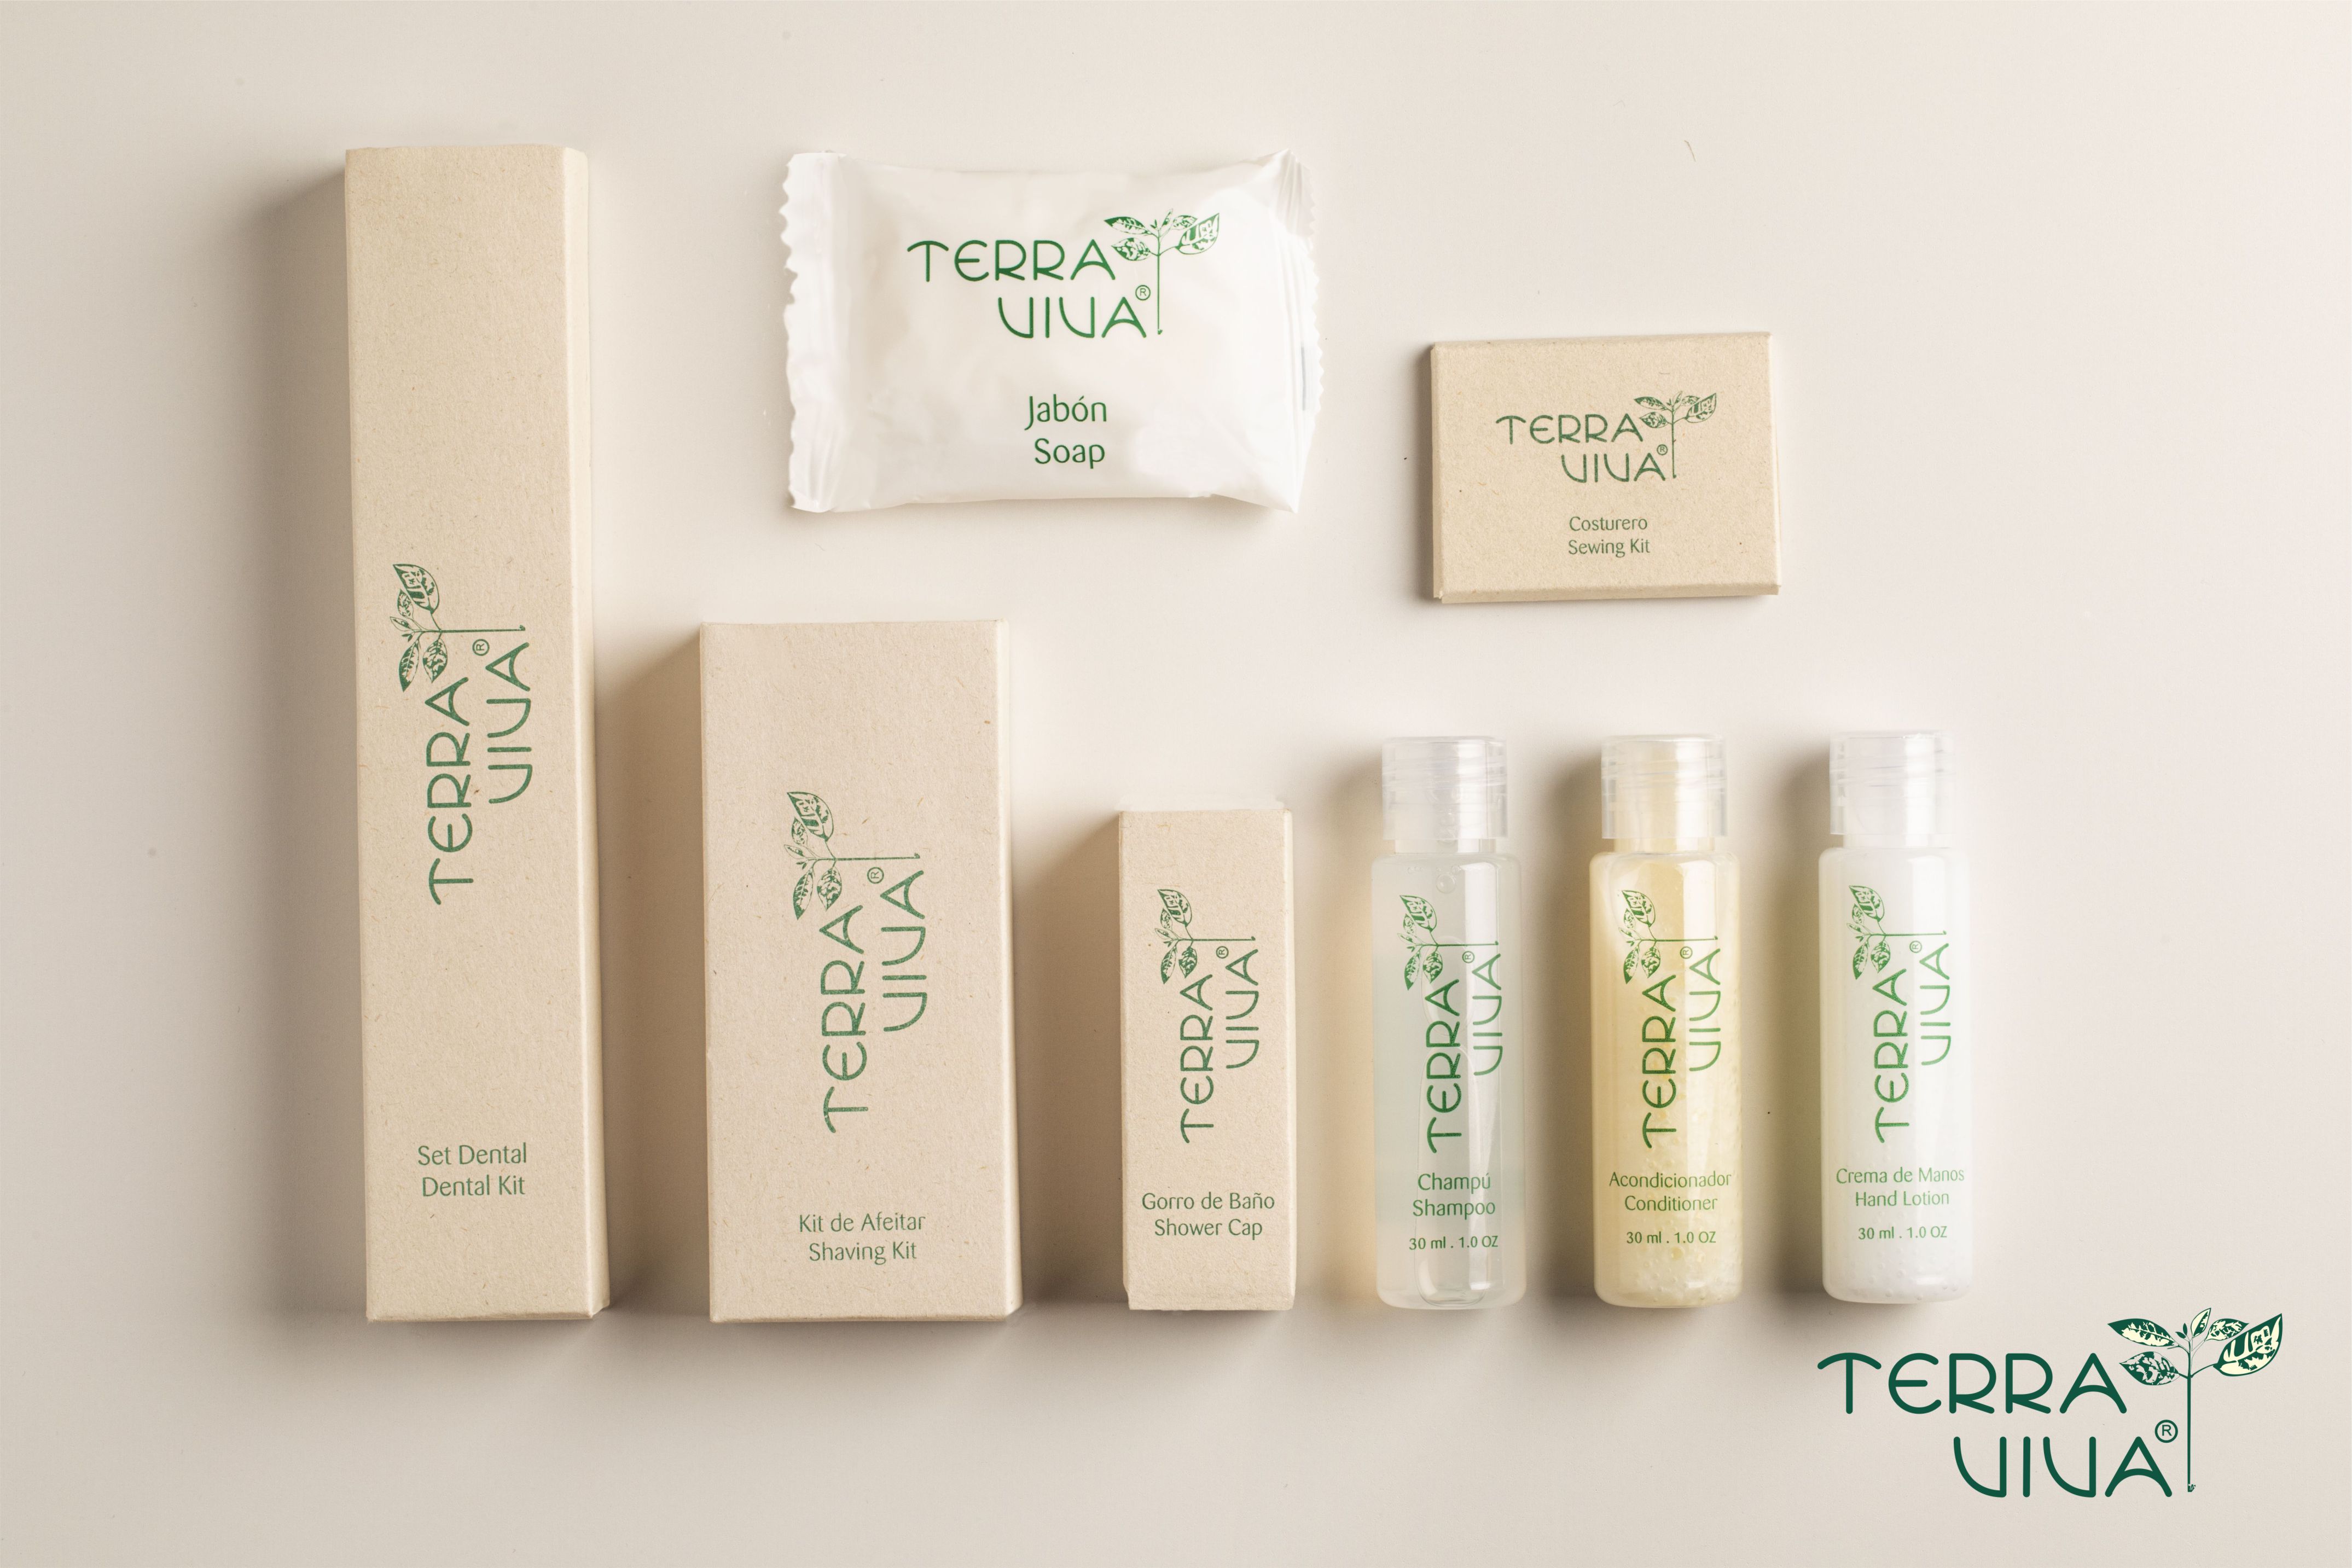 TERRA
VIVA®
Set Dental
Dental Kit
TERRA
VIVA®
Jabón
Soap
TERRA
VIVA®
Costurero
Sewing Kit
TERRA
VIVA®
Kit de Afeitar
Shaving Kit
TERRA
VIVA®
Gorro de Baño
Shower Cap
TERRA
VIVA®
Champú
Shampoo
30 ml . 1.0 OZ
TERRA
VIVA®
Acondicionador
Conditioner
30 ml . 1.0 OZ
TERRA
VIVA®
Crema de Manos
Hand Lotion
30 ml . 1.0 OZ
TERRA
VIVA®